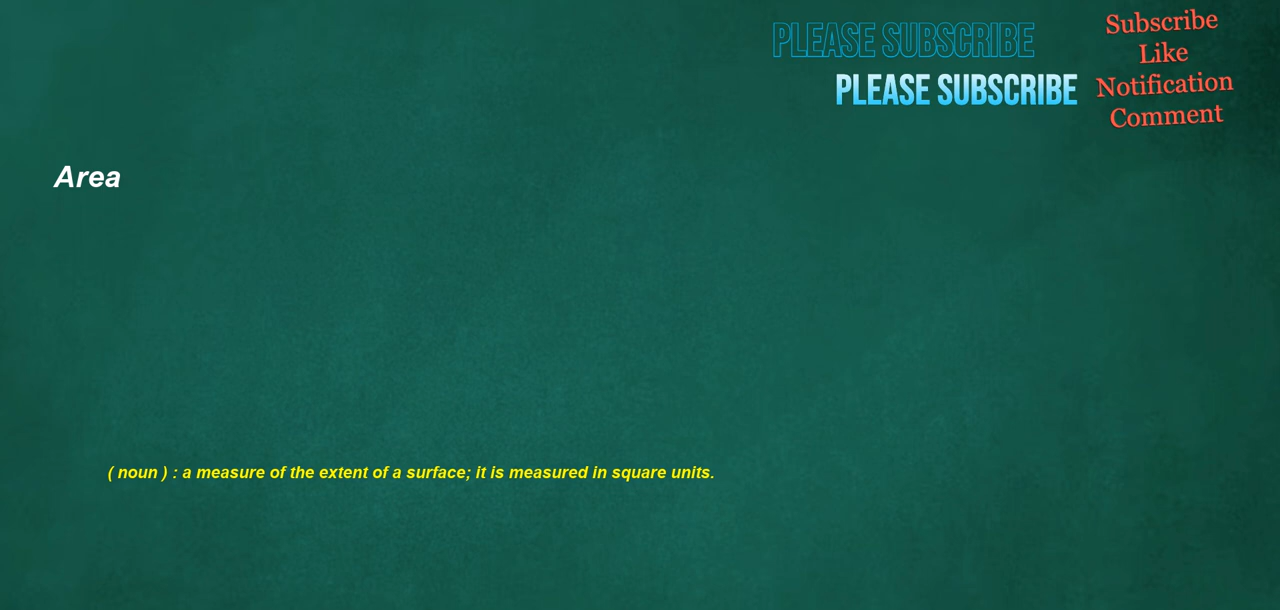 PLEASE SUBSCRIBE
PLEASE SUBSCRIBE
Subscribe
Like
Notification
Comment
Area
( noun ) : a measure of the extent of a surface; it is measured in square units.